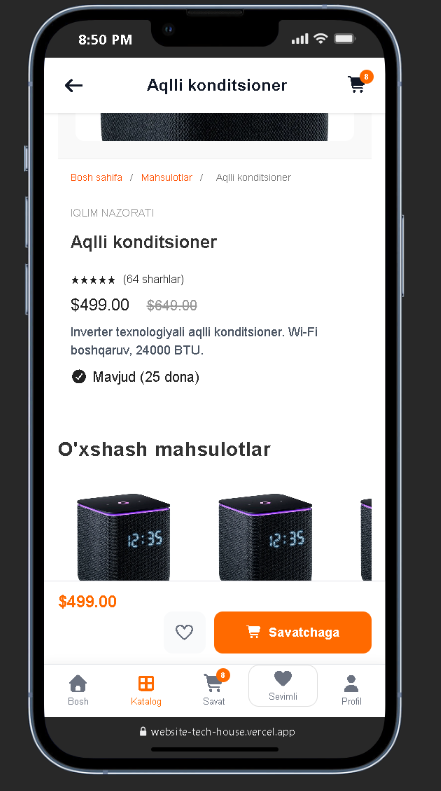 8:50 PM
Aqlli konditsioner
8
Bosh sahifa / Mahsulotlar / Aqlli konditsioner
IQLIM NAZORATI
Aqlli konditsioner
★★★★★ (64 sharhlar)
$499.00 $649.00
Inverter texnologiyali aqlli konditsioner. Wi-Fi
boshqaruv, 24000 BTU.
Mavjud (25 dona)
O'xshash mahsulotlar
12:35 12:35
$499.00
Savatchaga
8
Bosh Katalog Savat Sevimli Profil
website-tech-house.vercel.app